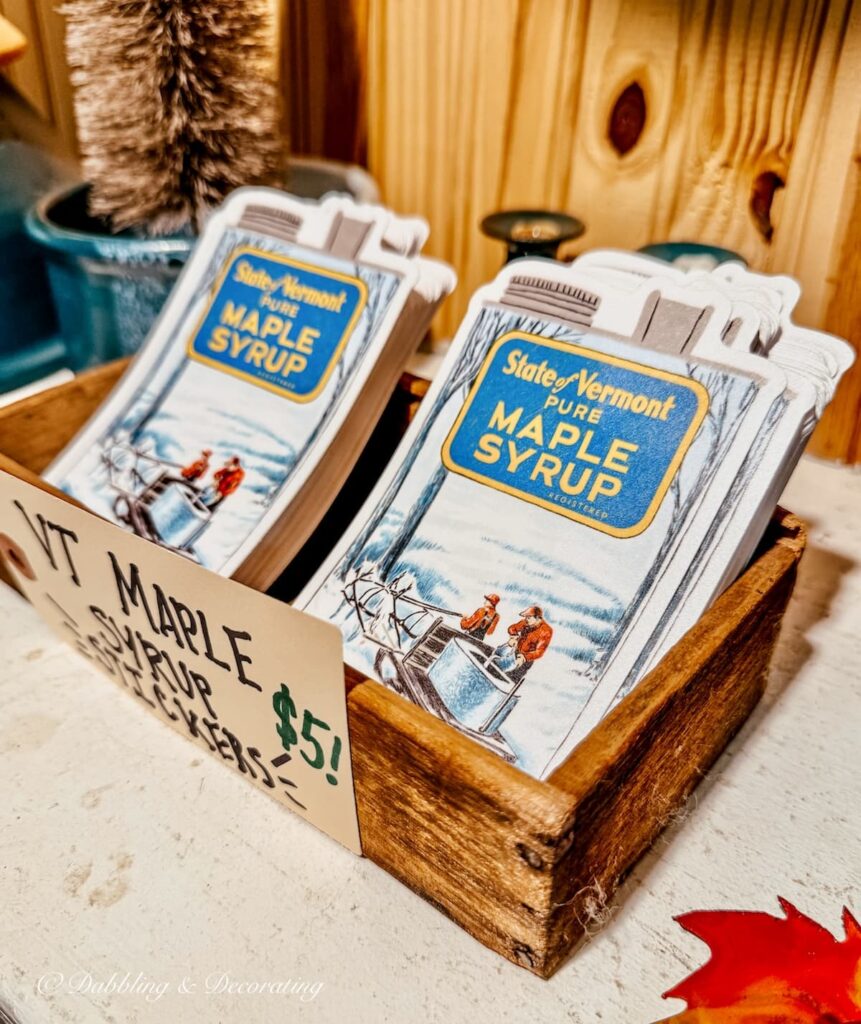 State of Vermont
PURE
MAPLE
SYRUP
REGISTERED
State of Vermont
PURE
MAPLE
SYRUP
REGISTERED
VT MAPLE
SYRUP
STICKERS
$5!
© Dabbling & Decorating